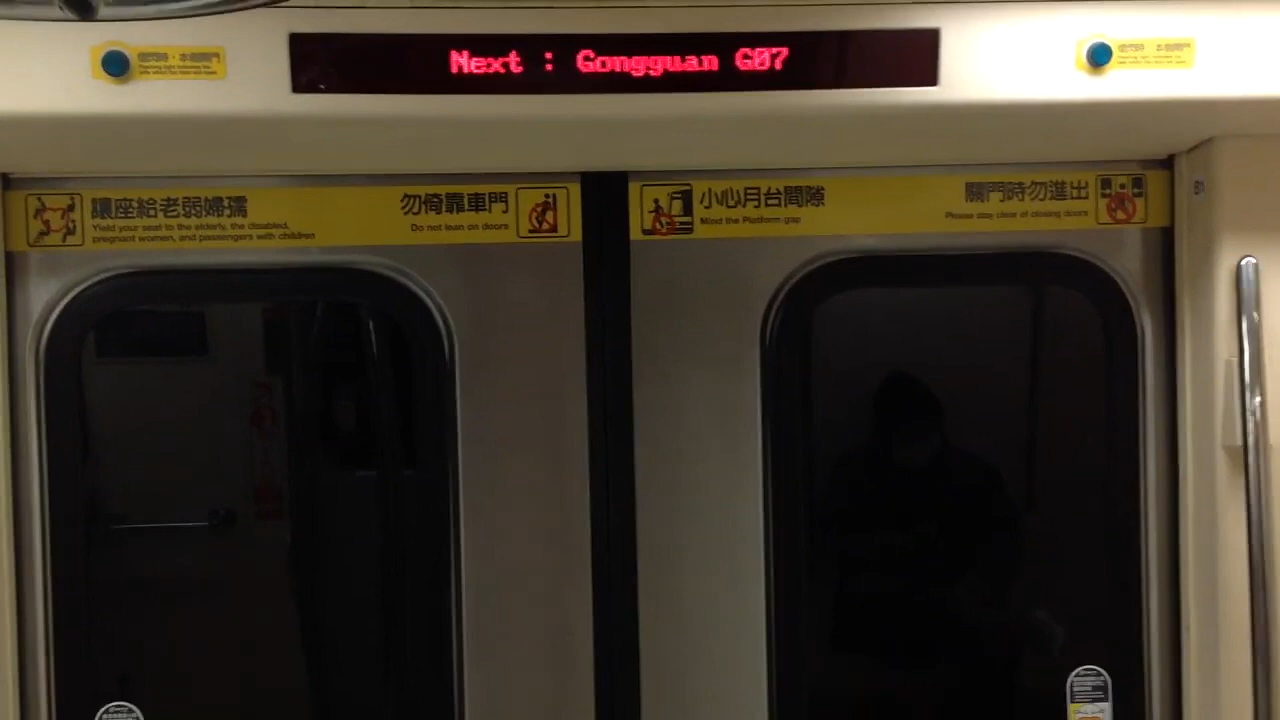 Next : Gongguan G07
讓座給老弱婦孺
Yield your seat to the elderly, the disabled,
pregnant women, and passengers with children
勿倚靠車門
Do not lean on doors
小心月台間隙
Mind the Platform gap
關門時勿進出
Please stay clear of closing doors